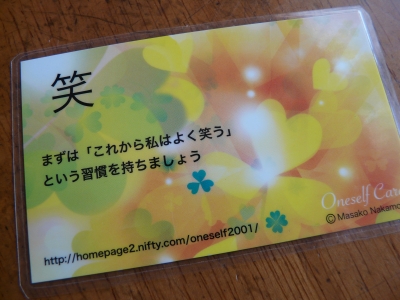 笑
まずは「これから私はよく笑う」
という習慣を持ちましょう
Oneself Card
© Masako Nakamo
http://homepage2.nifty.com/oneself2001/